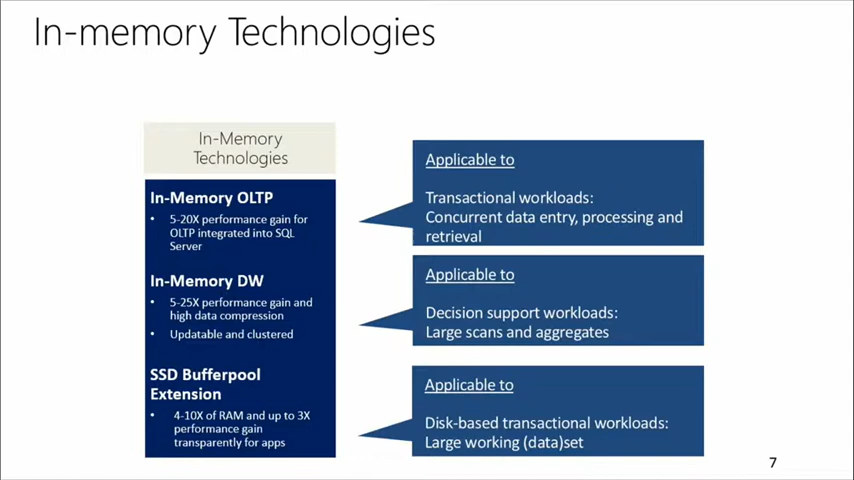 In-memory Technologies
In-Memory
Technologies
In-Memory OLTP
• 5-20X performance gain for
OLTP integrated into SQL
Server
In-Memory DW
• 5-25X performance gain and
high data compression
• Updatable and clustered
SSD Bufferpool
Extension
• 4-10X of RAM and up to 3X
performance gain
transparently for apps
Applicable to
Transactional workloads:
Concurrent data entry, processing and
retrieval
Applicable to
Decision support workloads:
Large scans and aggregates
Applicable to
Disk-based transactional workloads:
Large working (data)set
7